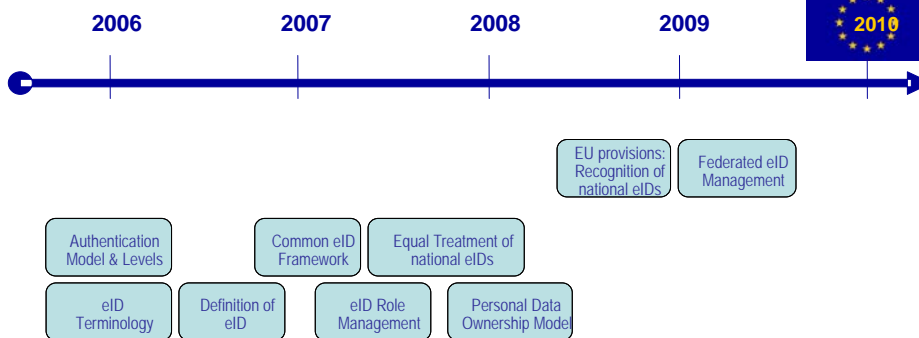 2006
2007
2008
2009
2010
EU provisions:
Recognition of
national eIDs
Federated eID
Management
Authentication
Model & Levels
Common eID
Framework
Equal Treatment of
national eIDs
eID
Terminology
Definition of
eID
eID Role
Management
Personal Data
Ownership Model